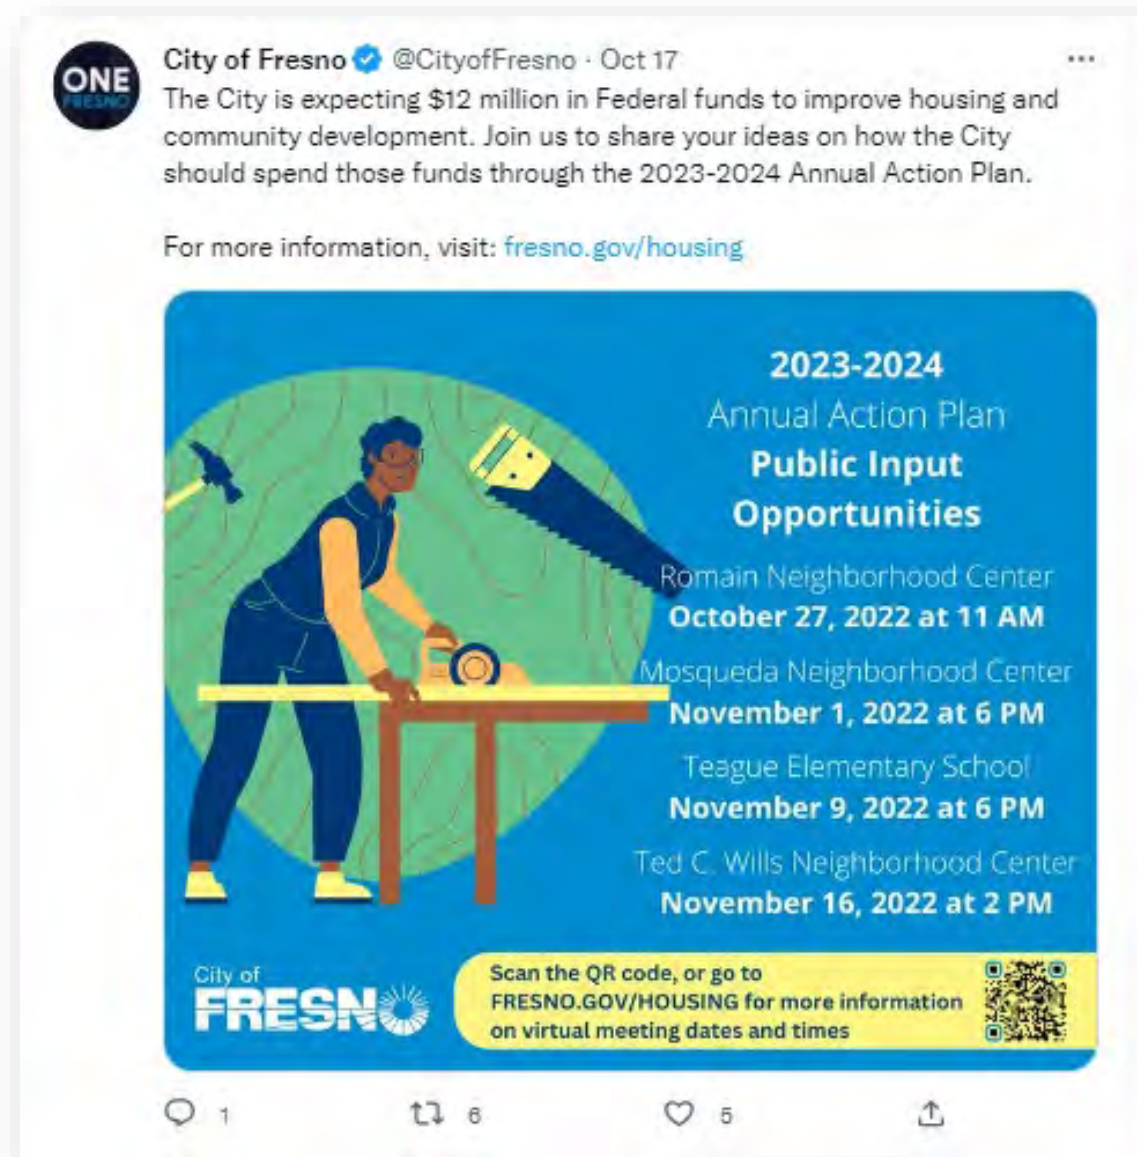 ONE
FRESNO
City of Fresno @CityofFresno · Oct 17
The City is expecting $12 million in Federal funds to improve housing and
community development. Join us to share your ideas on how the City
should spend those funds through the 2023-2024 Annual Action Plan.
For more information, visit: fresno.gov/housing
2023-2024
Annual Action Plan
Public Input
Opportunities
Romain Neighborhood Center
October 27, 2022 at 11 AM
Mosqueda Neighborhood Center
November 1, 2022 at 6 PM
Teague Elementary School
November 9, 2022 at 6 PM
Ted C. Wills Neighborhood Center
November 16, 2022 at 2 PM
City of
FRESNO
Scan the QR code, or go to
FRESNO.GOV/HOUSING for more information
on virtual meeting dates and times
1 6 5